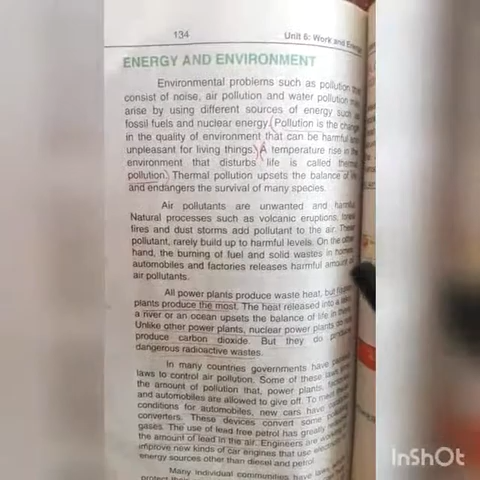 134
Unit 6: Work and Energy
ENERGY AND ENVIRONMENT
Environmental problems such as pollution that
consist of noise, air pollution and water pollution may
arise by using different sources of energy such as
fossil fuels and nuclear energy. Pollution is the change
in the quality of environment that can be harmful and
unpleasant for living things. A temperature rise in the
environment that disturbs life is called thermal
pollution. Thermal pollution upsets the balance of life
and endangers the survival of many species.
Air pollutants are unwanted and harmful.
Natural processes such as volcanic eruptions, forest
fires and dust storms add pollutant to the air. These
pollutant, rarely build up to harmful levels. On the other
hand, the burning of fuel and solid wastes in homes,
automobiles and factories releases harmful amount of
air pollutants.
All power plants produce waste heat, but
plants produce the most. The heat released into a
a river or an ocean upsets the balance of life in
Unlike other power plants, nuclear power plants do not
produce carbon dioxide. But they do produce
dangerous radioactive wastes.
In many countries governments have passed
laws to control air pollution. Some of these laws limit
the amount of pollution that, power plants, factories
and automobiles are allowed to give off. To meet
conditions for automobiles, new cars have
converters. These devices convert some
gases. The use of lead free petrol has greatly
the amount of lead in the air. Engineers are working
improve new kinds of car engines that use
energy sources other than diesel and petrol.
Many individual communities have laws
protect their
InShOt